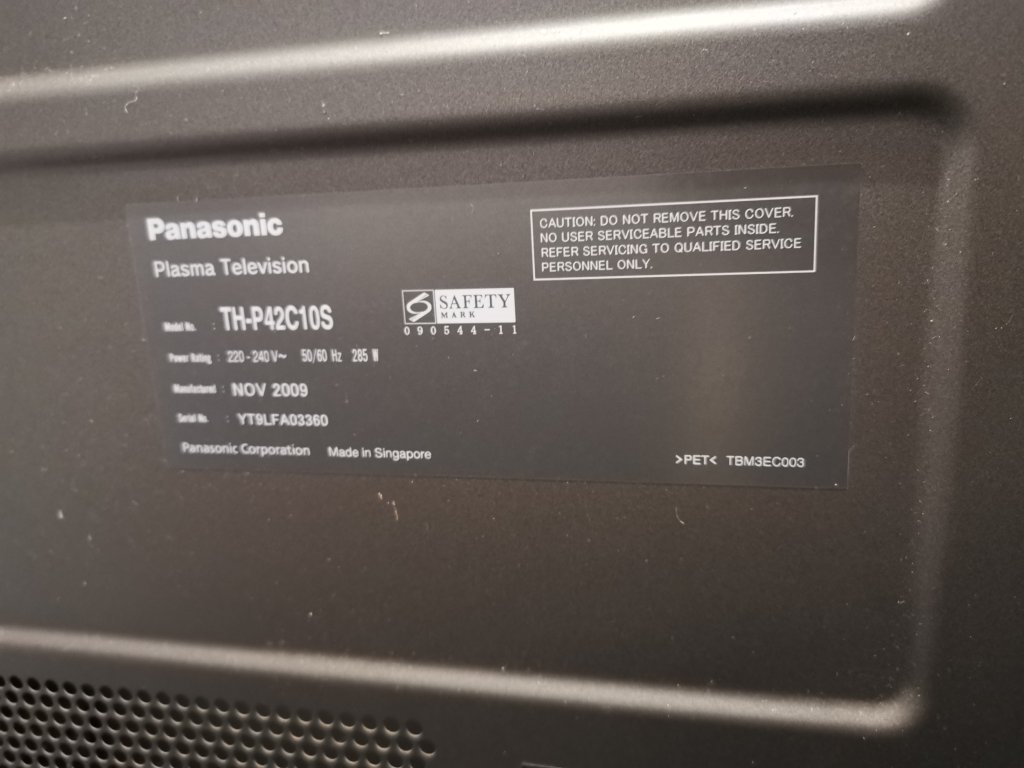 Panasonic
Plasma Television
Model No. : TH-P42C10S
Power Rating : 220-240V~ 50/60 Hz 285 W
Manufactured : NOV 2009
Serial No. : YT9LFA03360
Panasonic Corporation Made in Singapore
SAFETY
MARK
090544-11
CAUTION: DO NOT REMOVE THIS COVER.
NO USER SERVICEABLE PARTS INSIDE.
REFER SERVICING TO QUALIFIED SERVICE
PERSONNEL ONLY.
>PET< TBM3EC003